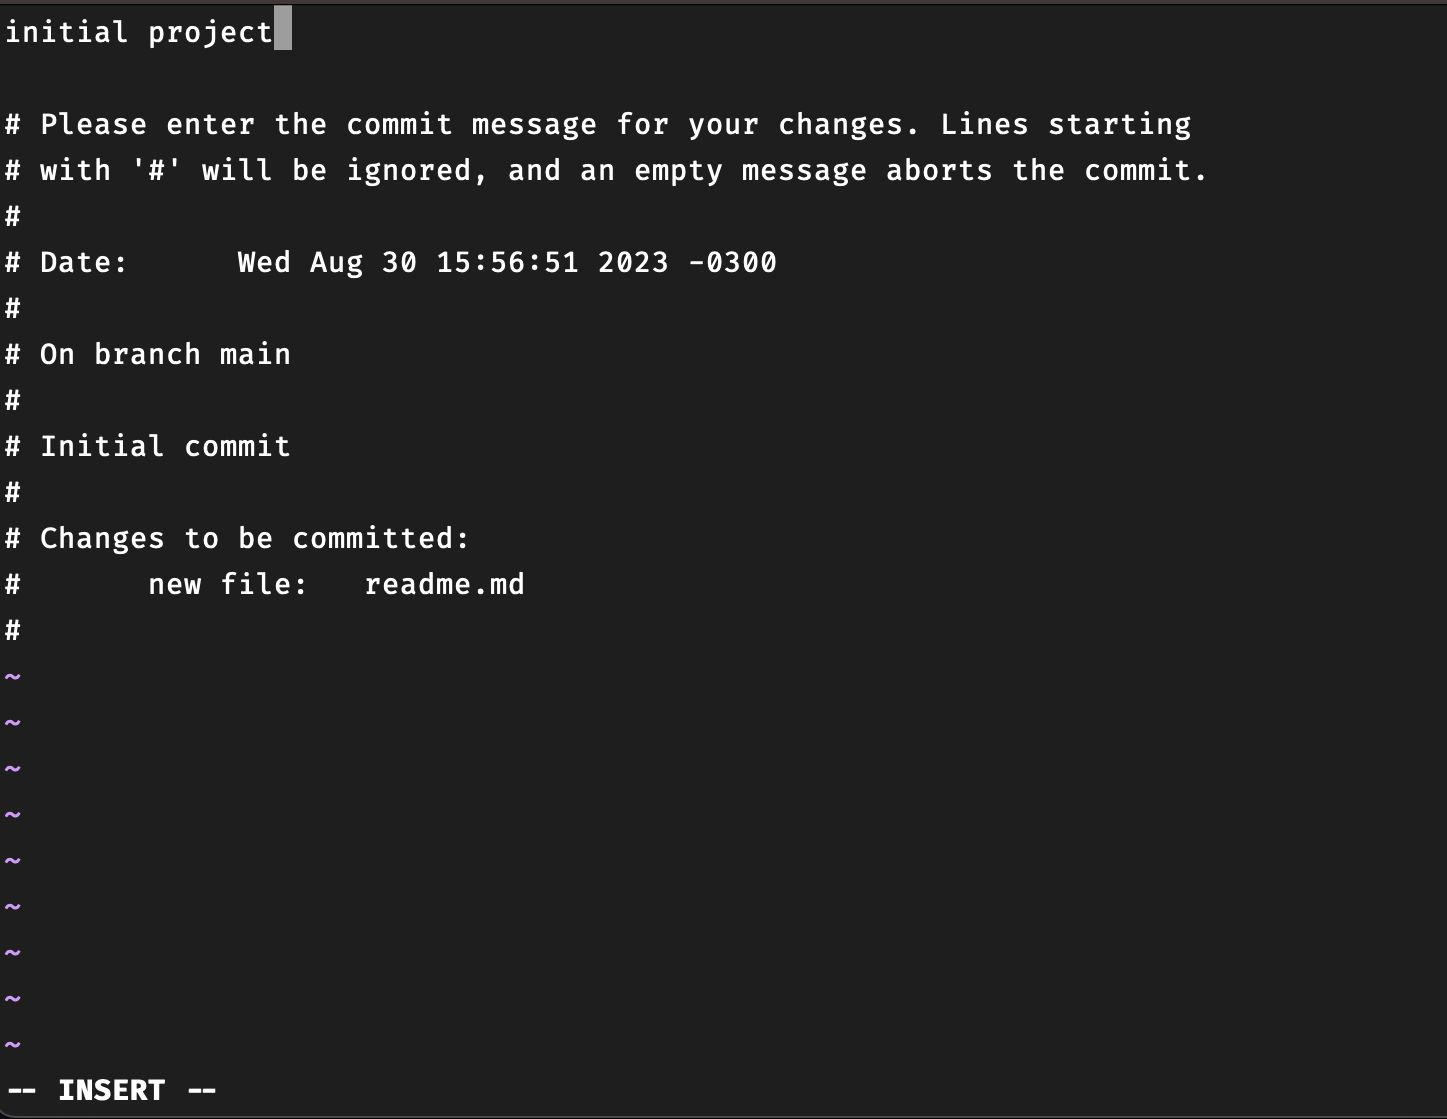 initial project

# Please enter the commit message for your changes. Lines starting
# with '#' will be ignored, and an empty message aborts the commit.
#
# Date:      Wed Aug 30 15:56:51 2023 -0300
#
# On branch main
#
# Initial commit
#
# Changes to be committed:
#       new file:   readme.md
#
~
~
~
~
~
~
~
~
~
-- INSERT --